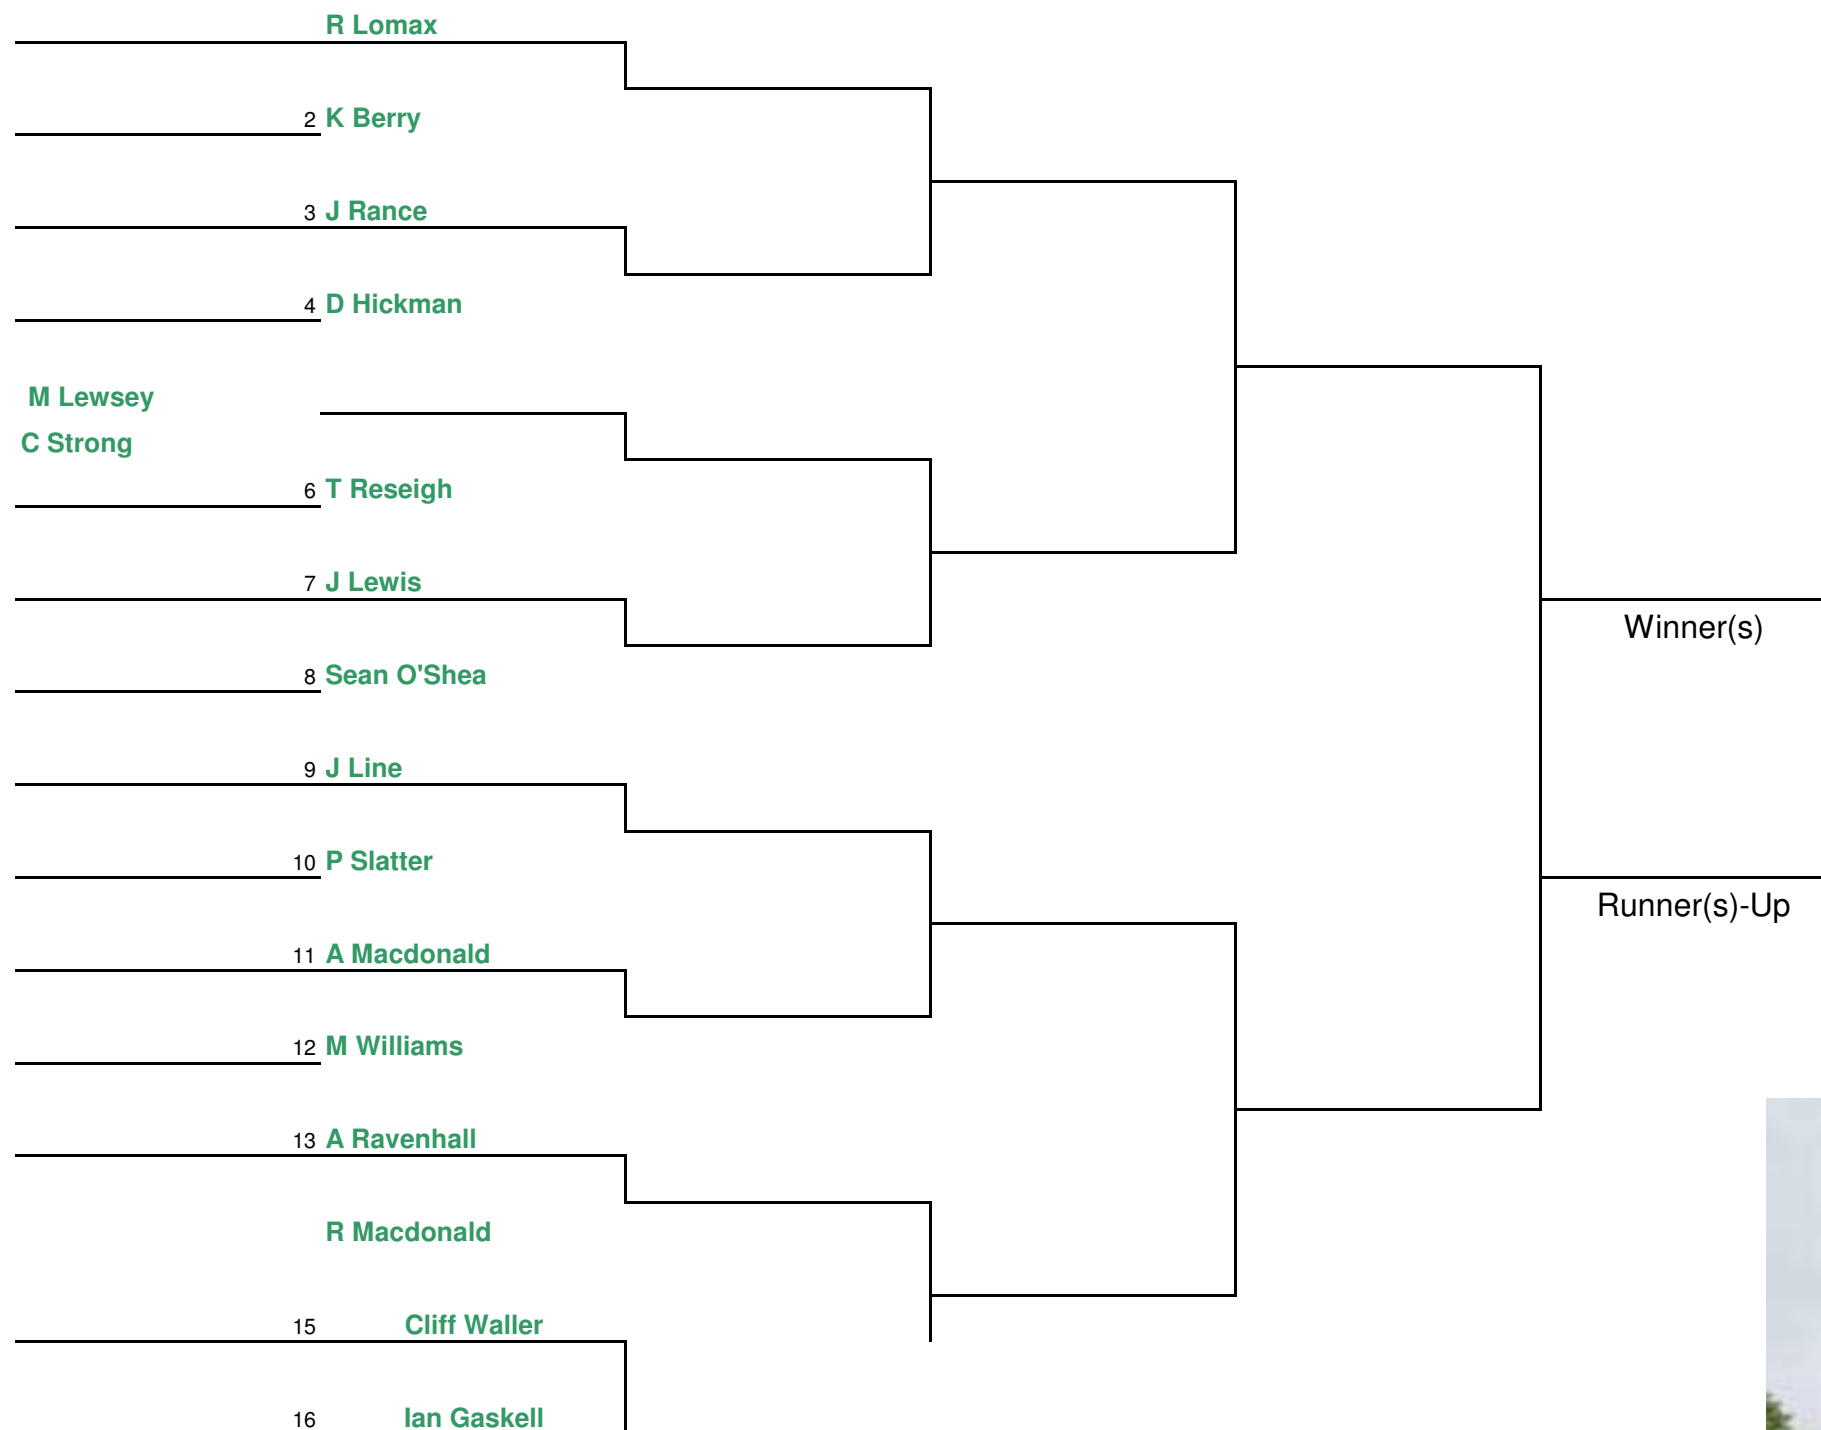 R Lomax
2 K Berry
3 J Rance
4 D Hickman
M Lewsey
C Strong
6 T Reseigh
7 J Lewis
Winner(s)
8 Sean O'Shea
9 J Line
10 P Slatter
Runner(s)-Up
11 A Macdonald
12 M Williams
13 A Ravenhall
R Macdonald
15 Cliff Waller
16 Ian Gaskell